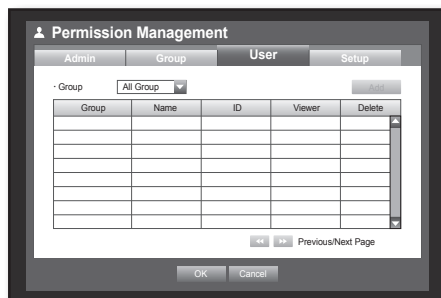 Permission Management
Admin Group User Setup
· Group All Group Add
Group Name ID Viewer Delete
Previous/Next Page
OK Cancel